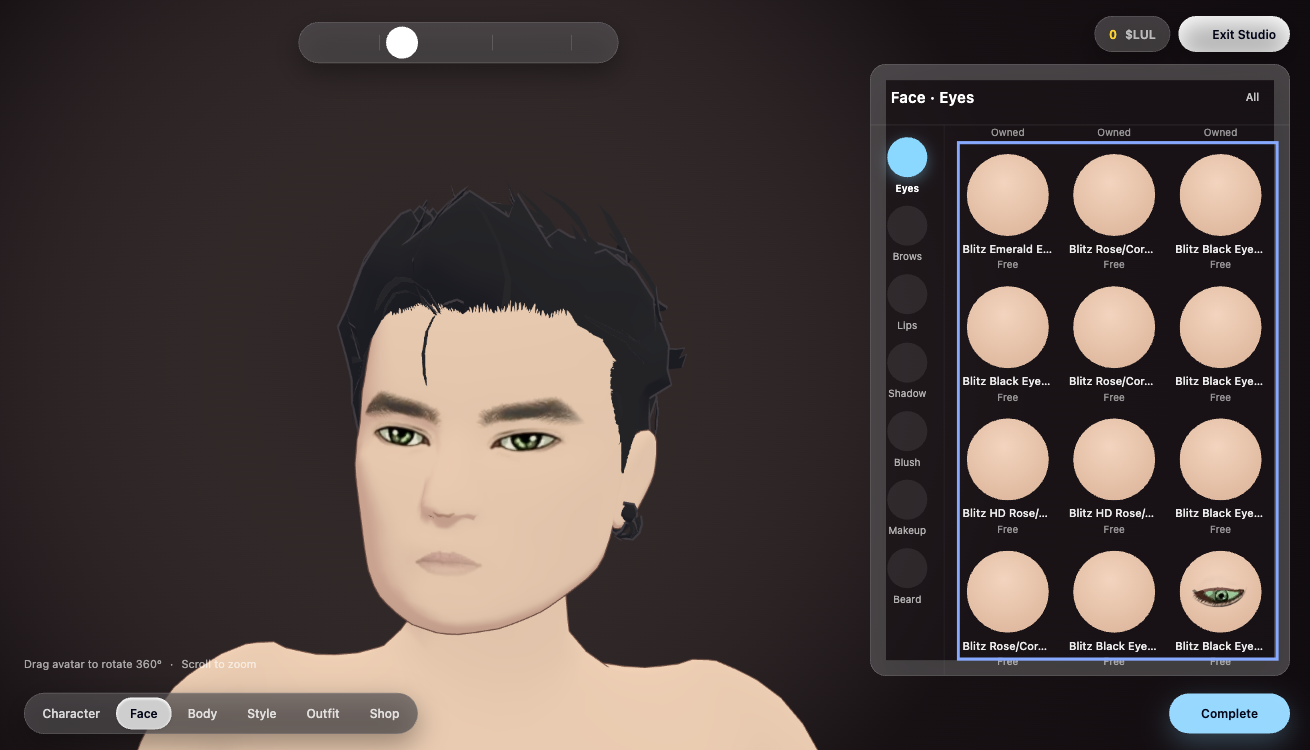 0 $LUL
Exit Studio
Face · Eyes
All
Owned Owned Owned
Eyes
Brows
Lips
Shadow
Blush
Makeup
Beard
Blitz Emerald E... Blitz Rose/Cor... Blitz Black Eye...
Free Free Free
Blitz Black Eye... Blitz Rose/Cor... Blitz Black Eye...
Free Free Free
Blitz HD Rose/... Blitz HD Rose/... Blitz Black Eye...
Free Free Free
Blitz Rose/Cor... Blitz Black Eye... Blitz Black Eye...
Free Free Free
Drag avatar to rotate 360° · Scroll to zoom
Character Face Body Style Outfit Shop
Complete